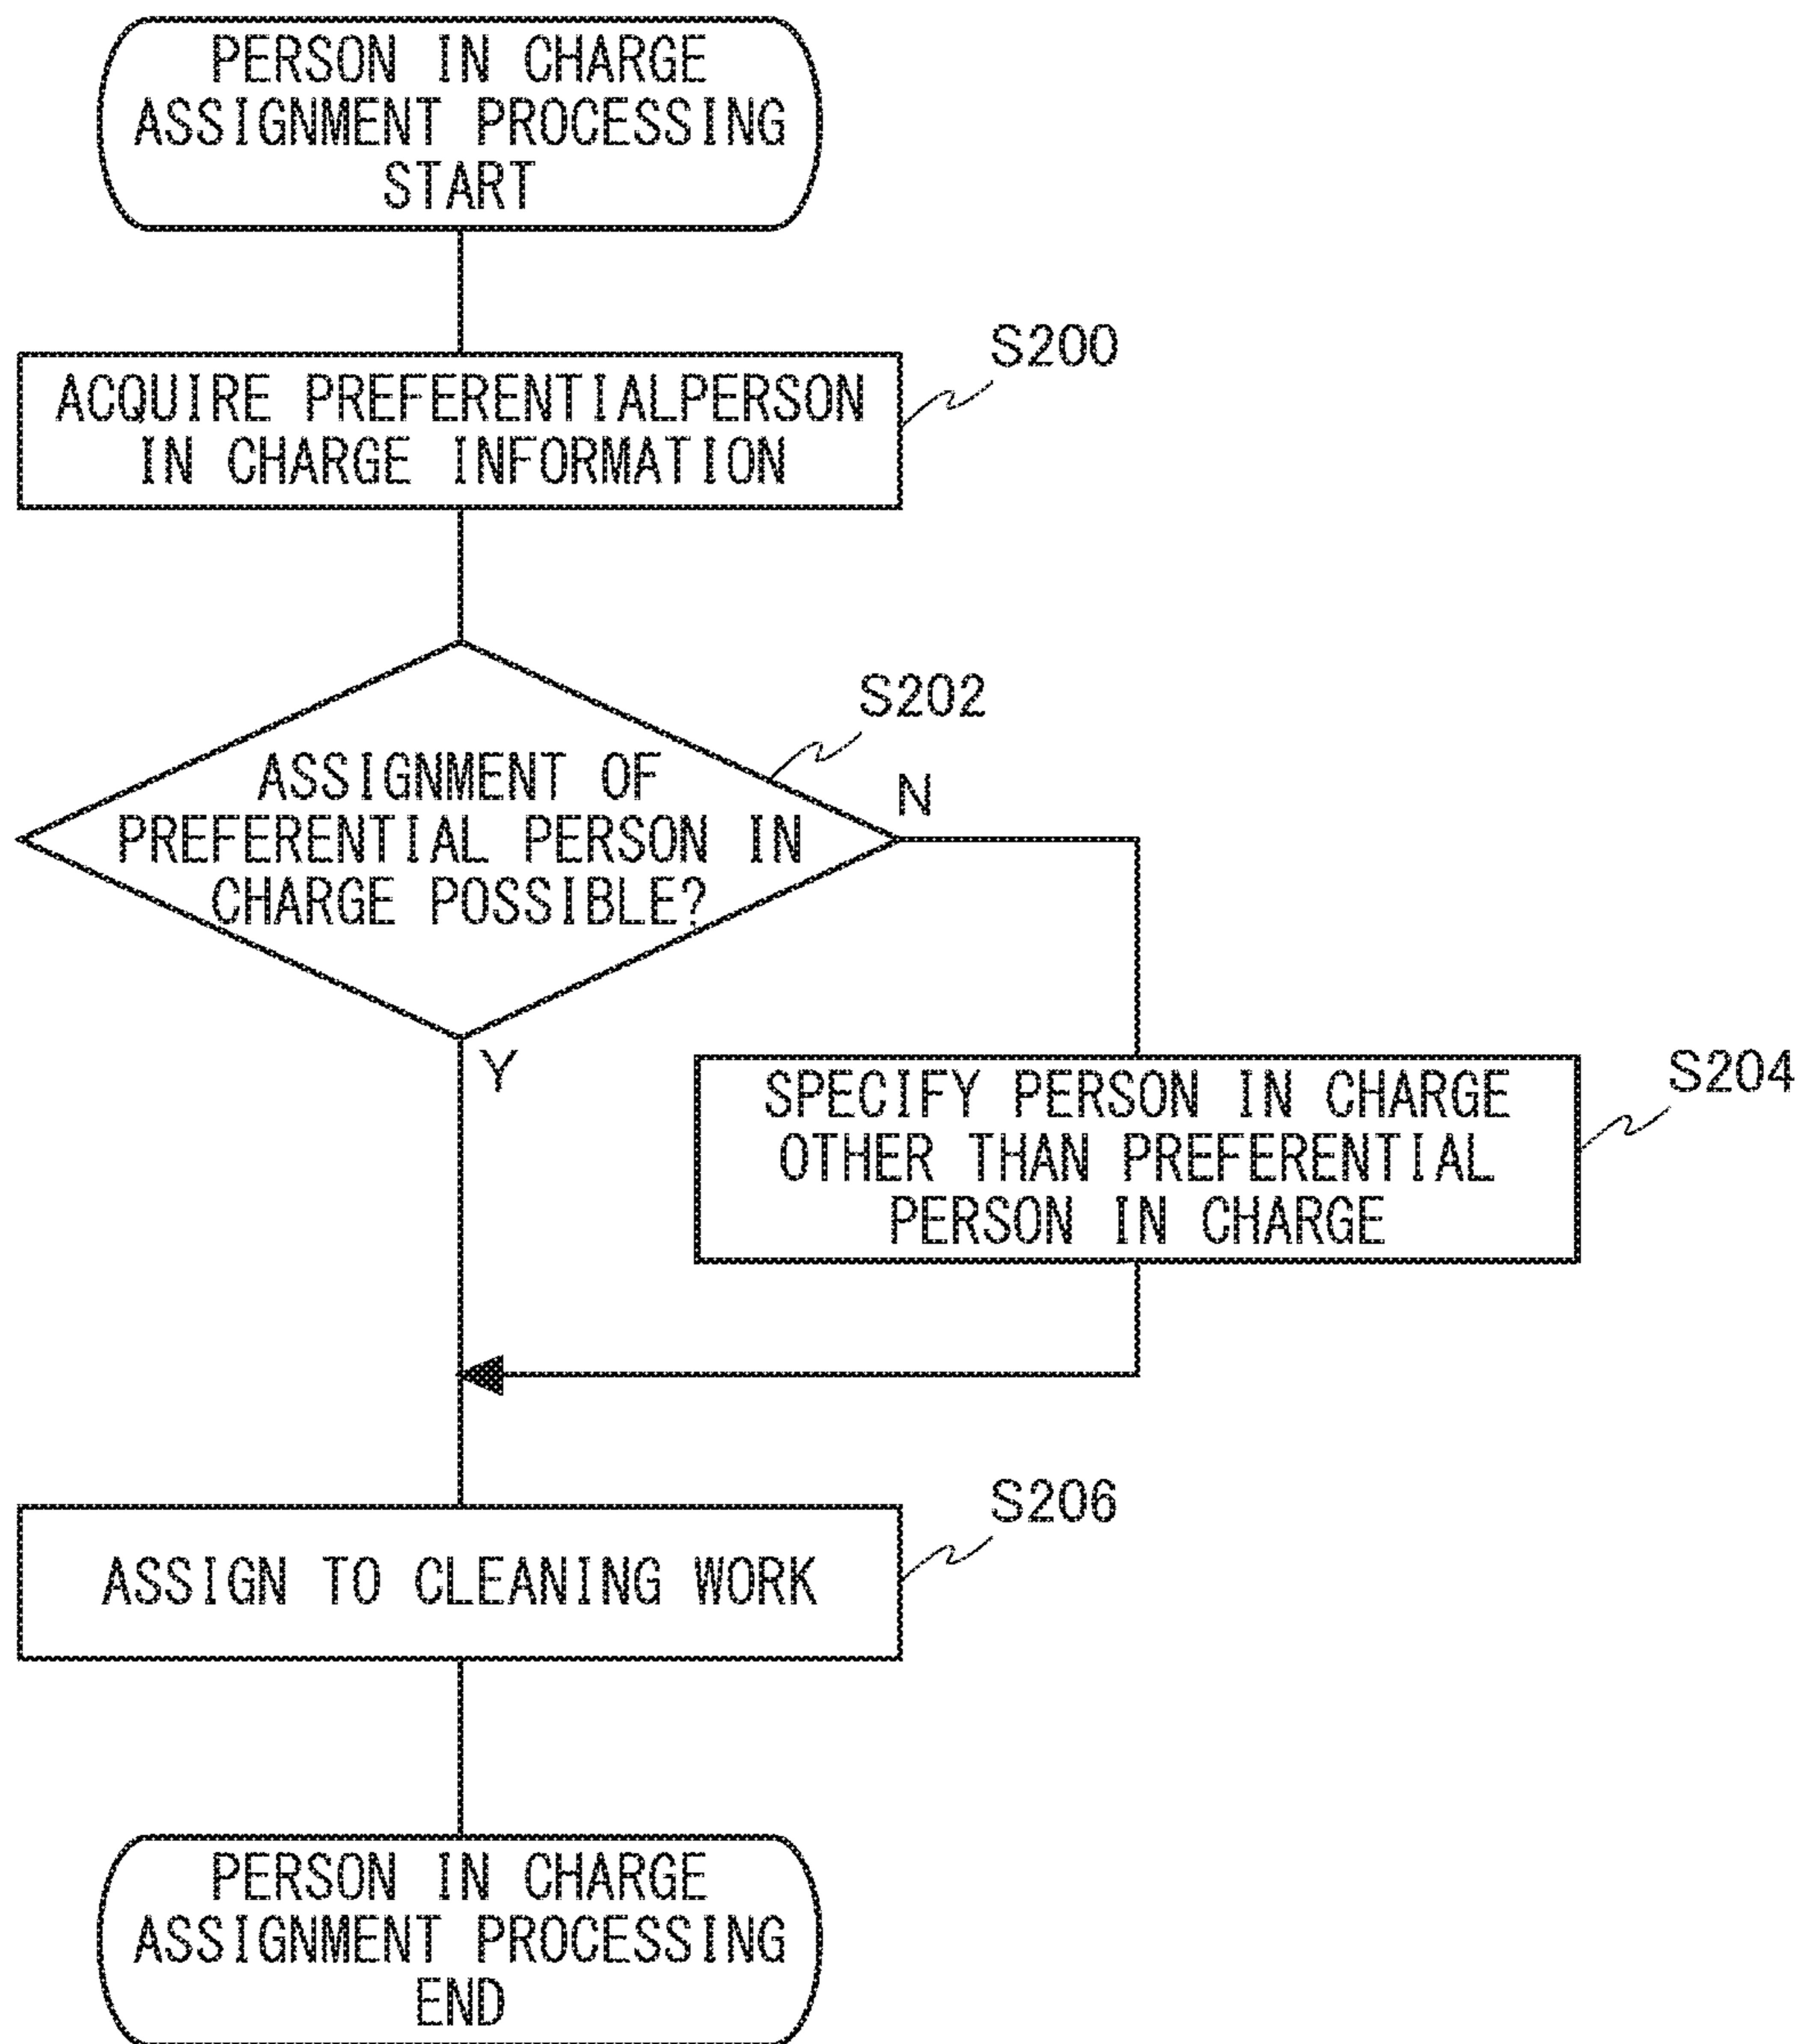 PERSON IN CHARGE
ASSIGNMENT PROCESSING
START
S200
ACQUIRE PREFERENTIALPERSON
IN CHARGE INFORMATION
S202
ASSIGNMENT OF
PREFERENTIAL PERSON IN
CHARGE POSSIBLE?
N
Y
S204
SPECIFY PERSON IN CHARGE
OTHER THAN PREFERENTIAL
PERSON IN CHARGE
S206
ASSIGN TO CLEANING WORK
PERSON IN CHARGE
ASSIGNMENT PROCESSING
END